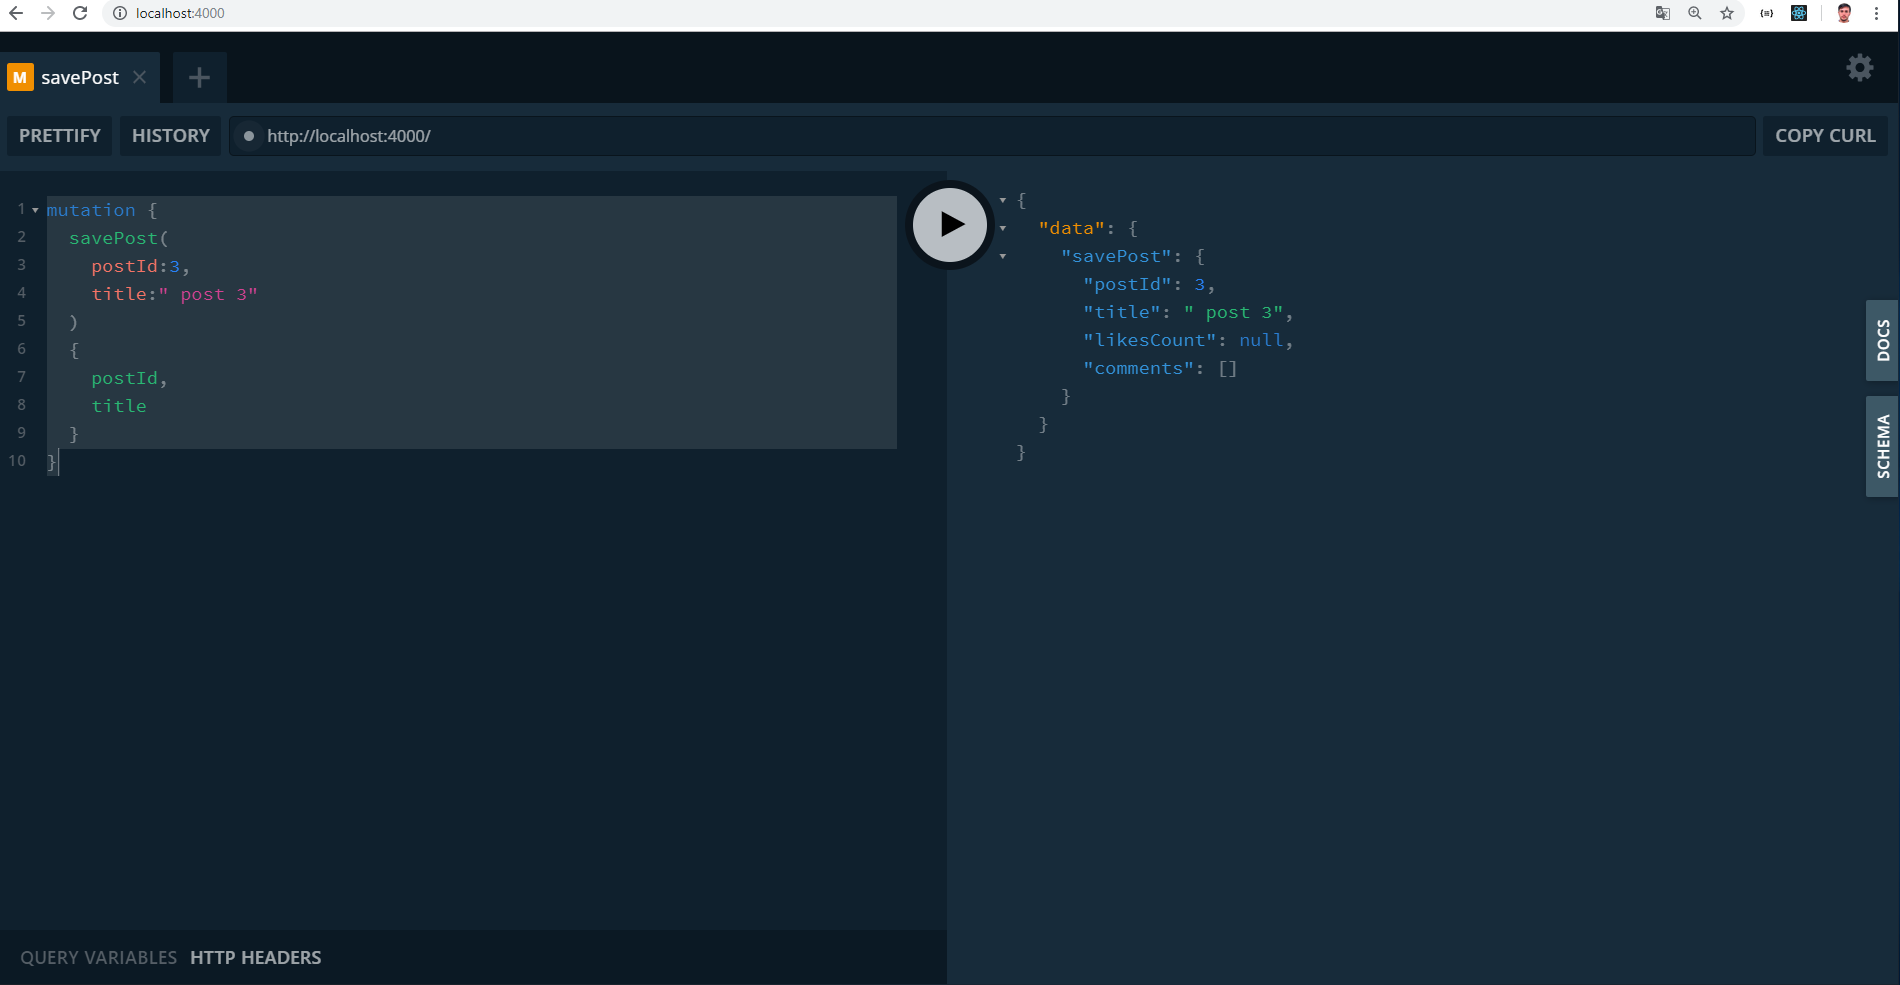 localhost:4000
M savePost
PRETTIFY HISTORY http://localhost:4000/ COPY CURL
1 mutation {
2 savePost(
3 postId:3,
4 title:" post 3"
5 )
6 {
7 postId,
8 title
9 }
10 }
{
"data": {
"savePost": {
"postId": 3,
"title": " post 3",
"likesCount": null,
"comments": []
}
}
}
DOCS
SCHEMA
QUERY VARIABLES HTTP HEADERS